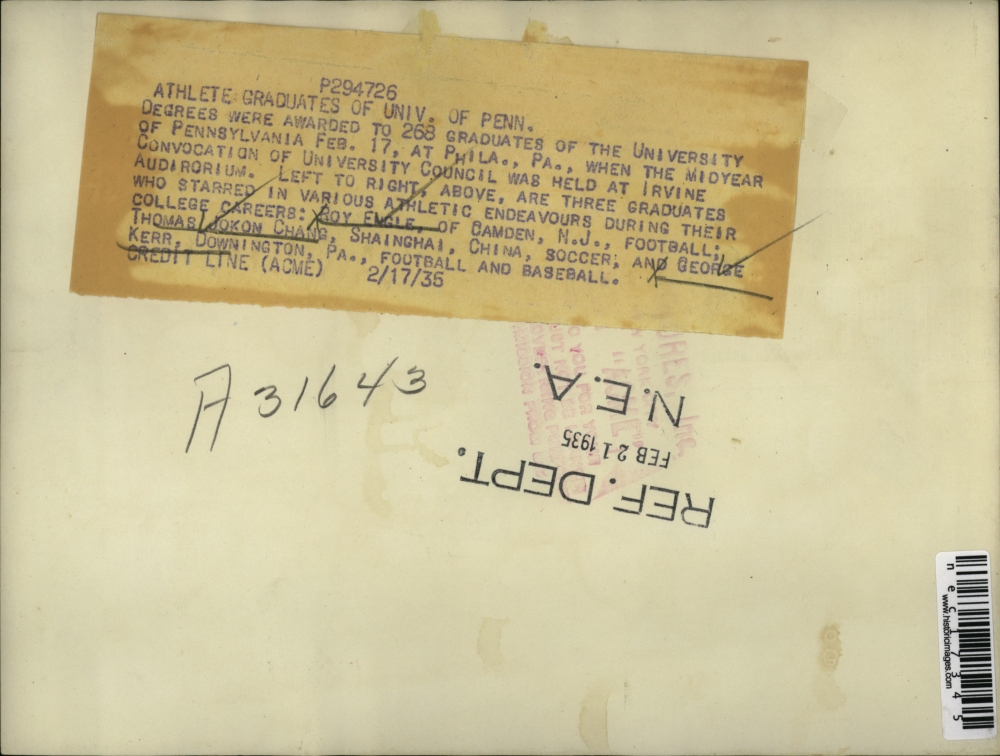 P294726
ATHLETE GRADUATES OF UNIV. OF PENN.
DEGREES WERE AWARDED TO 268 GRADUATES OF THE UNIVERSITY
OF PENNSYLVANIA FEB. 17, AT PHILA., PA., WHEN THE MIDYEAR
CONVOCATION OF UNIVERSITY COUNCIL WAS HELD AT IRVINE
AUDIRORIUM. LEFT TO RIGHT, ABOVE, ARE THREE GRADUATES
WHO STARRED IN VARIOUS ATHLETIC ENDEAVOURS DURING THEIR
COLLEGE CAREERS: ROY ENGLE, OF CAMDEN, N.J., FOOTBALL;
THOMAS JOKON CHANG, SHAINGHAI, CHINA, SOCCER; AND GEORGE
KERR, DOWNINGTON, PA., FOOTBALL AND BASEBALL.
CREDIT LINE (ACME) 2/17/35
A 31643
REF. DEPT.
FEB 21 1935
N.E.A.
nec17345
www.historicimages.com